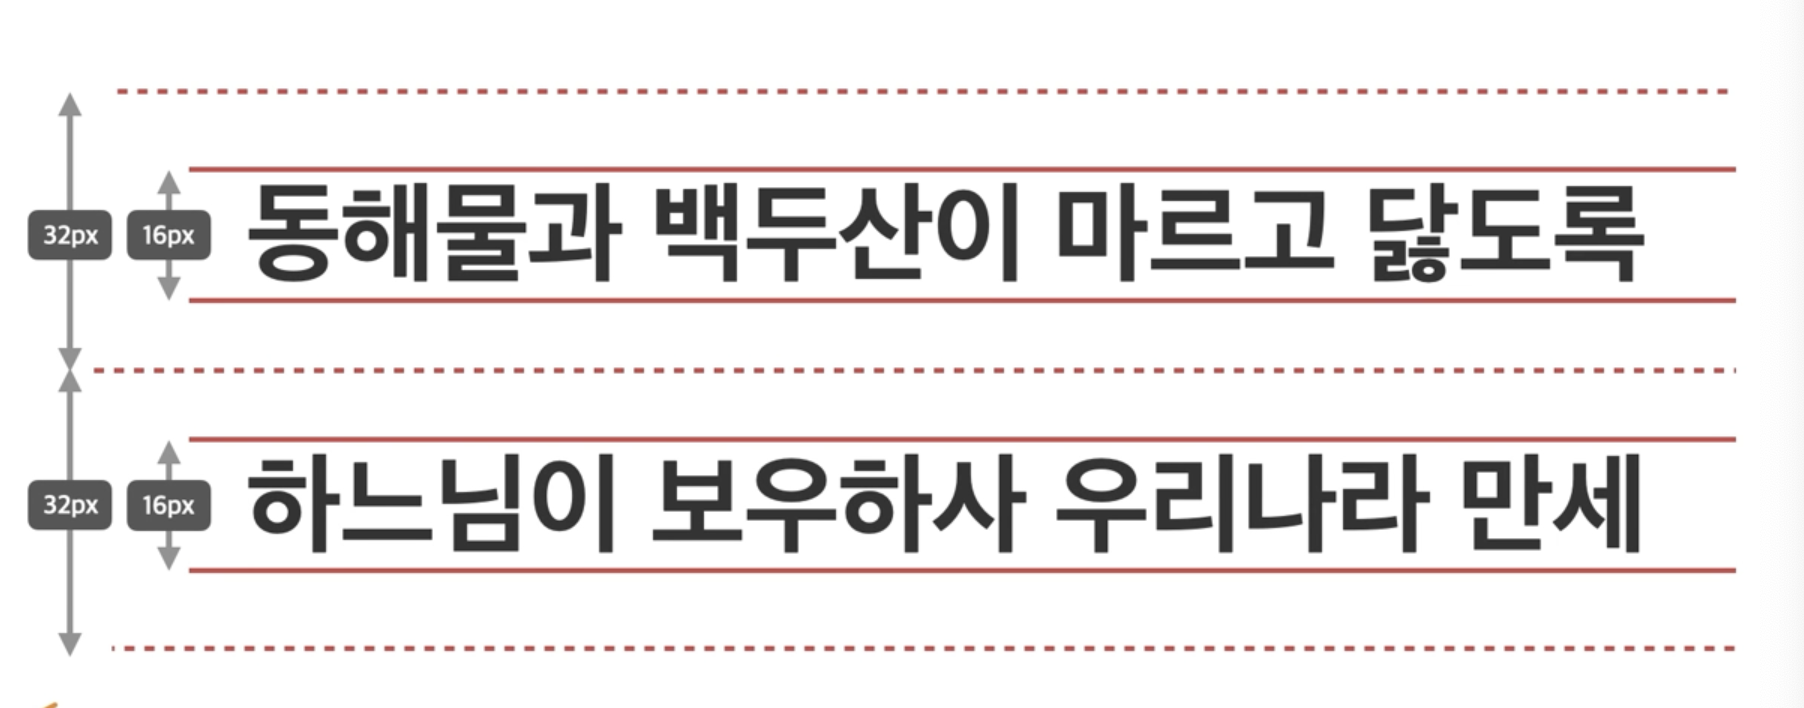 32px 16px 동해물과 백두산이 마르고 닳도록
32px 16px 하느님이 보우하사 우리나라 만세